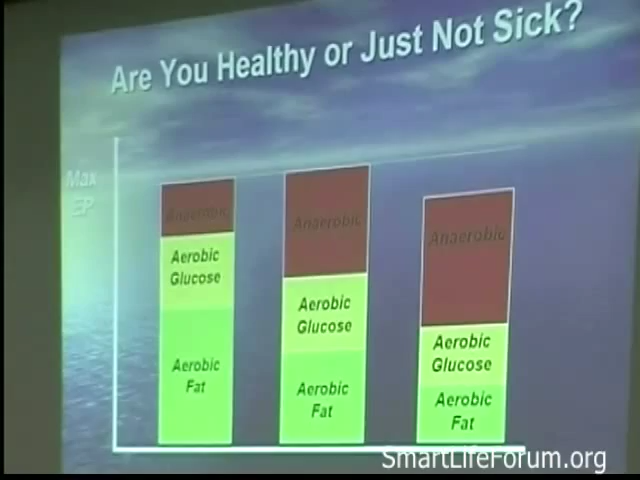 Are You Healthy or Just Not Sick?
Max
EP
Anaerobic
Aerobic
Glucose
Aerobic
Fat
Anaerobic
Aerobic
Glucose
Aerobic
Fat
Anaerobic
Aerobic
Glucose
Aerobic
Fat
SmartLifeForum.org